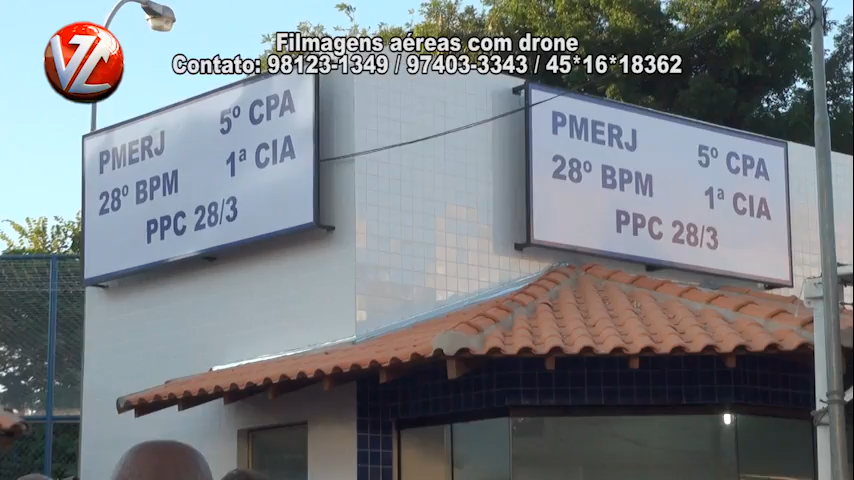 Filmagens aéreas com drone
Contato: 98123-1349 / 97403-3343 / 45*16*18362
VZC
PMERJ 5º CPA
28º BPM 1ª CIA
PPC 28/3
PMERJ 5º CPA
28º BPM 1ª CIA
PPC 28/3